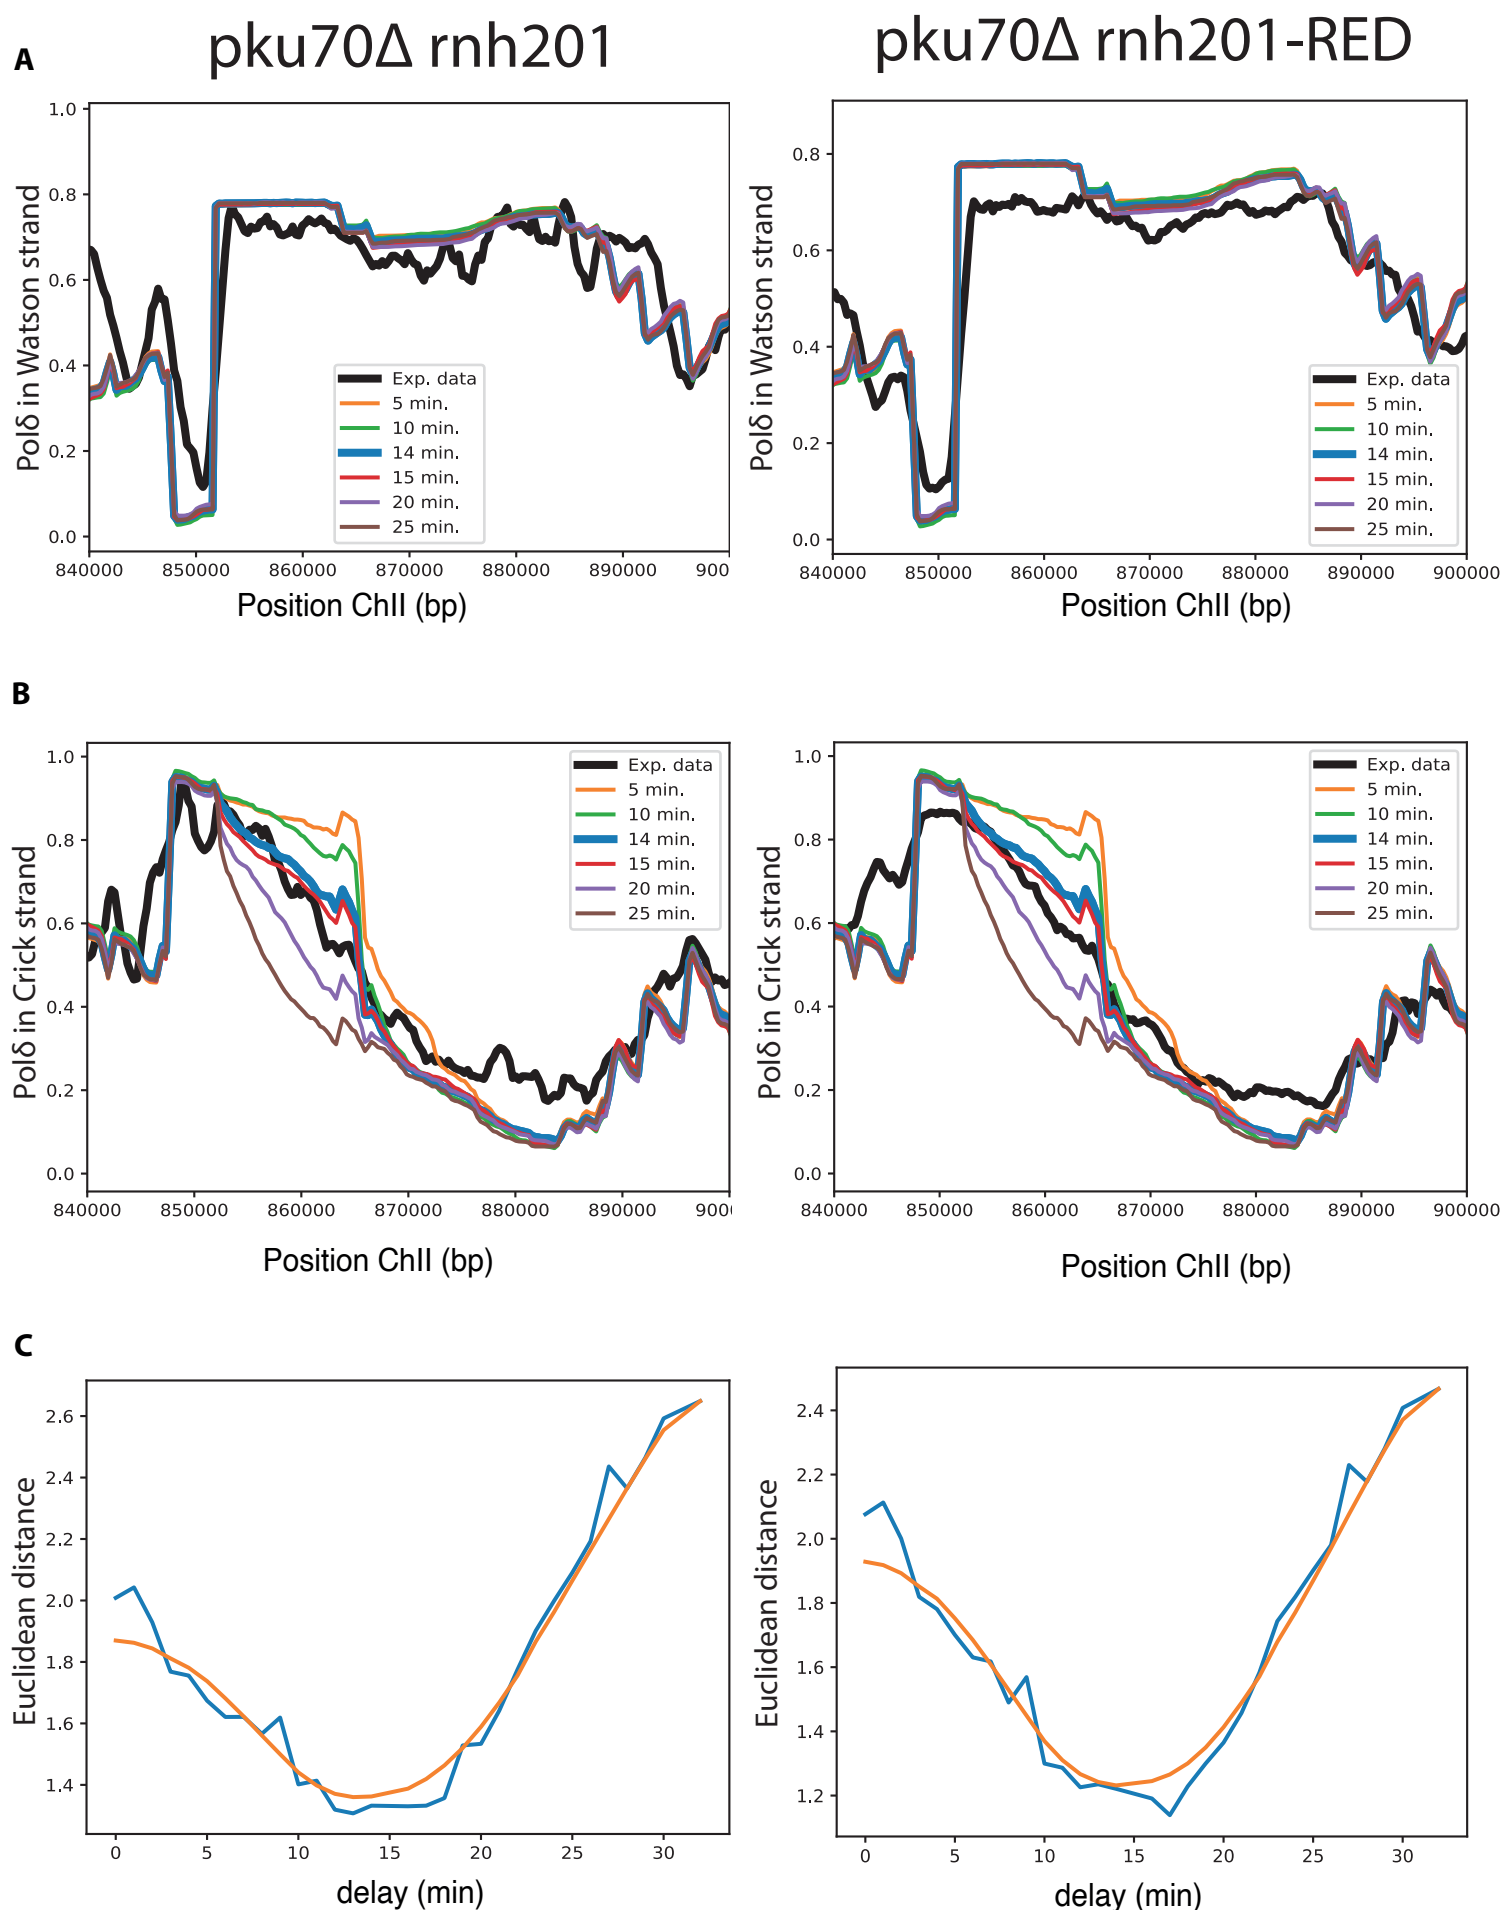 A
pku70Δ rnh201
pku70Δ rnh201-RED
Polδ in Watson strand
1.0
0.8
0.6
0.4
0.2
0.0
Exp. data
5 min.
10 min.
14 min.
15 min.
20 min.
25 min.
840000 850000 860000 870000 880000 890000 900
Position ChII (bp)
Polδ in Watson strand
0.8
0.6
0.4
0.2
0.0
Exp. data
5 min.
10 min.
14 min.
15 min.
20 min.
25 min.
840000 850000 860000 870000 880000 890000 900000
Position ChII (bp)
B
Polδ in Crick strand
1.0
0.8
0.6
0.4
0.2
0.0
Exp. data
5 min.
10 min.
14 min.
15 min.
20 min.
25 min.
840000 850000 860000 870000 880000 890000 9000
Position ChII (bp)
Polδ in Crick strand
1.0
0.8
0.6
0.4
0.2
0.0
Exp. data
5 min.
10 min.
14 min.
15 min.
20 min.
25 min.
840000 850000 860000 870000 880000 890000 900000
Position ChII (bp)
C
Euclidean distance
2.6
2.4
2.2
2.0
1.8
1.6
1.4
0 5 10 15 20 25 30
delay (min)
Euclidean distance
2.4
2.2
2.0
1.8
1.6
1.4
1.2
0 5 10 15 20 25 30
delay (min)